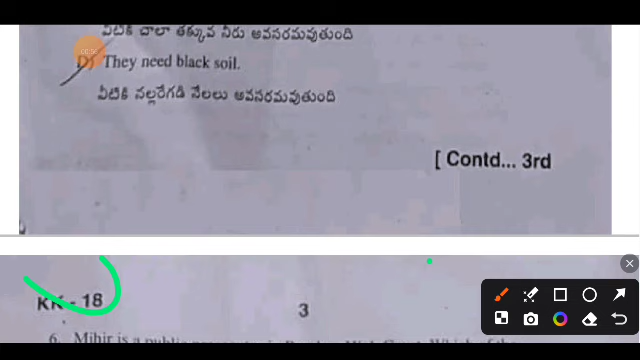 వీటికి చాలా తక్కువ నీరు అవసరమవుతుంది
D) They need black soil.
వీటికి నల్లరేగడి నేలలు అవసరమవుతుంది
[ Contd... 3rd
KK - 18
3
6. Mihir is a public